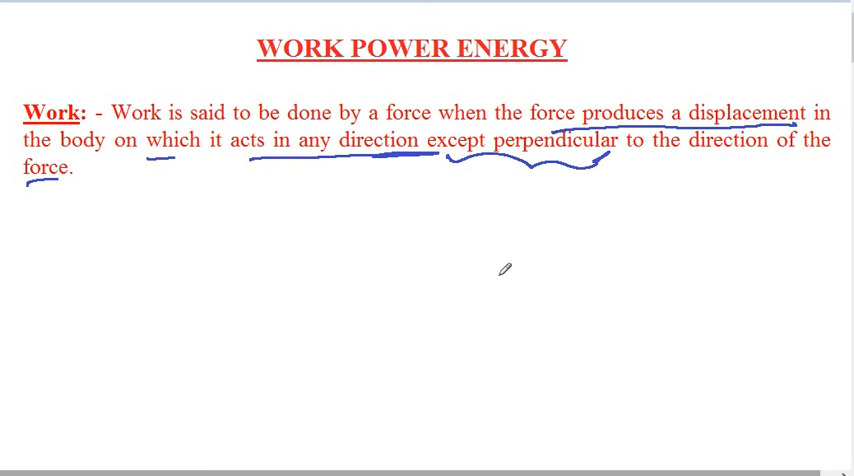 WORK POWER ENERGY
Work: - Work is said to be done by a force when the force produces a displacement in
the body on which it acts in any direction except perpendicular to the direction of the
force.